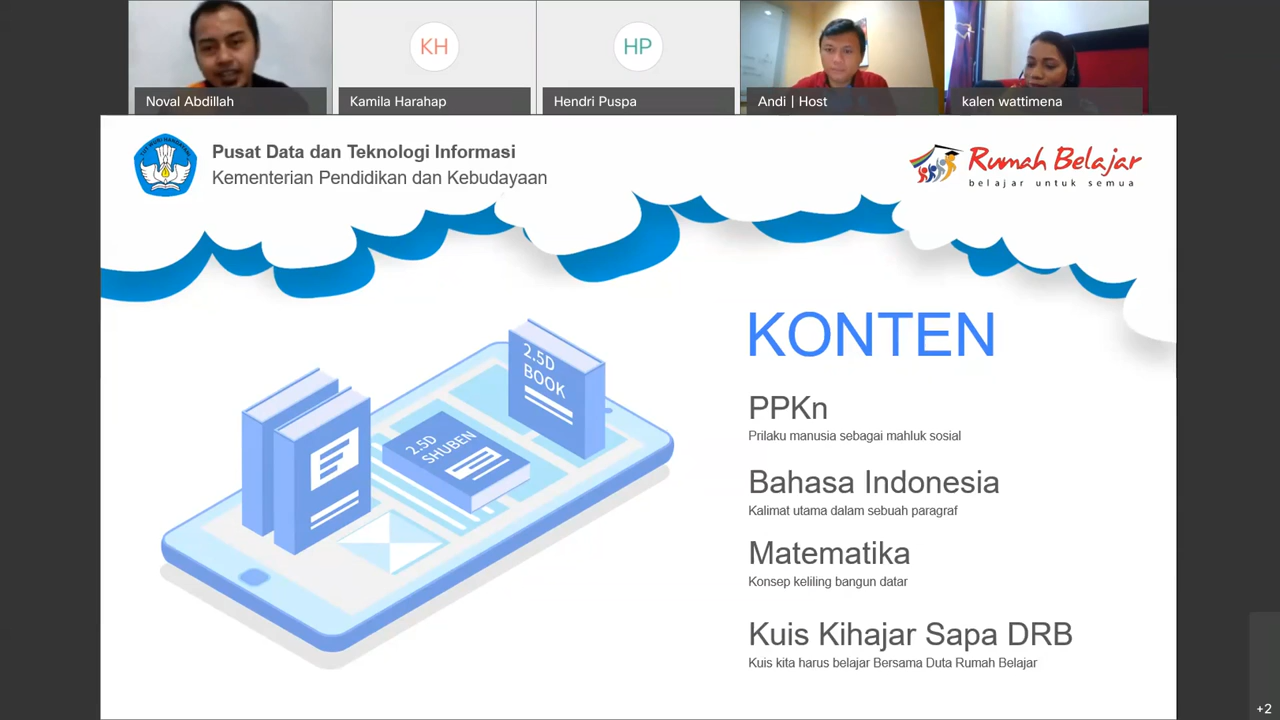 KH
HP
Noval Abdillah
Kamila Harahap
Hendri Puspa
Andi | Host
kalen wattimena
Pusat Data dan Teknologi Informasi
Kementerian Pendidikan dan Kebudayaan
Rumah Belajar
belajar untuk semua
KONTEN
PPKn
Prilaku manusia sebagai mahluk sosial
Bahasa Indonesia
Kalimat utama dalam sebuah paragraf
Matematika
Konsep keliling bangun datar
Kuis Kihajar Sapa DRB
Kuis kita harus belajar Bersama Duta Rumah Belajar
2.5D
BOOK
2.5D
SHUBEN
+2